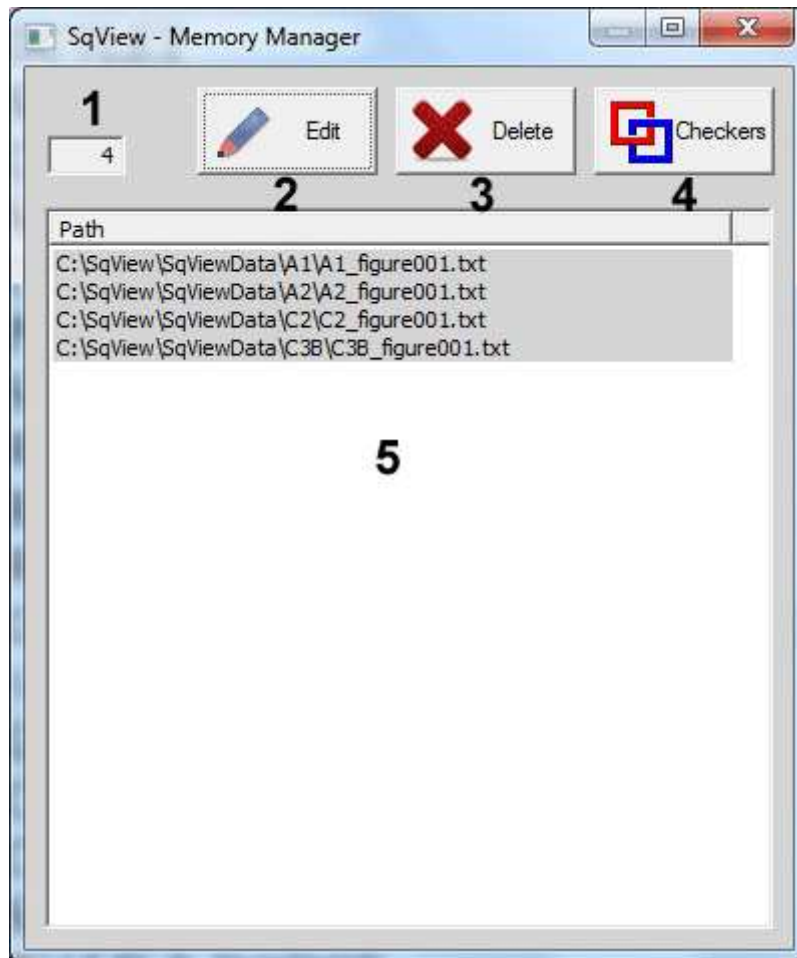 SqView - Memory Manager
1
4
Edit
Delete
Checkers
2
3
4
Path
C:\SqView\SqViewData\A1\A1_figure001.txt
C:\SqView\SqViewData\A2\A2_figure001.txt
C:\SqView\SqViewData\C2\C2_figure001.txt
C:\SqView\SqViewData\C3B\C3B_figure001.txt
5